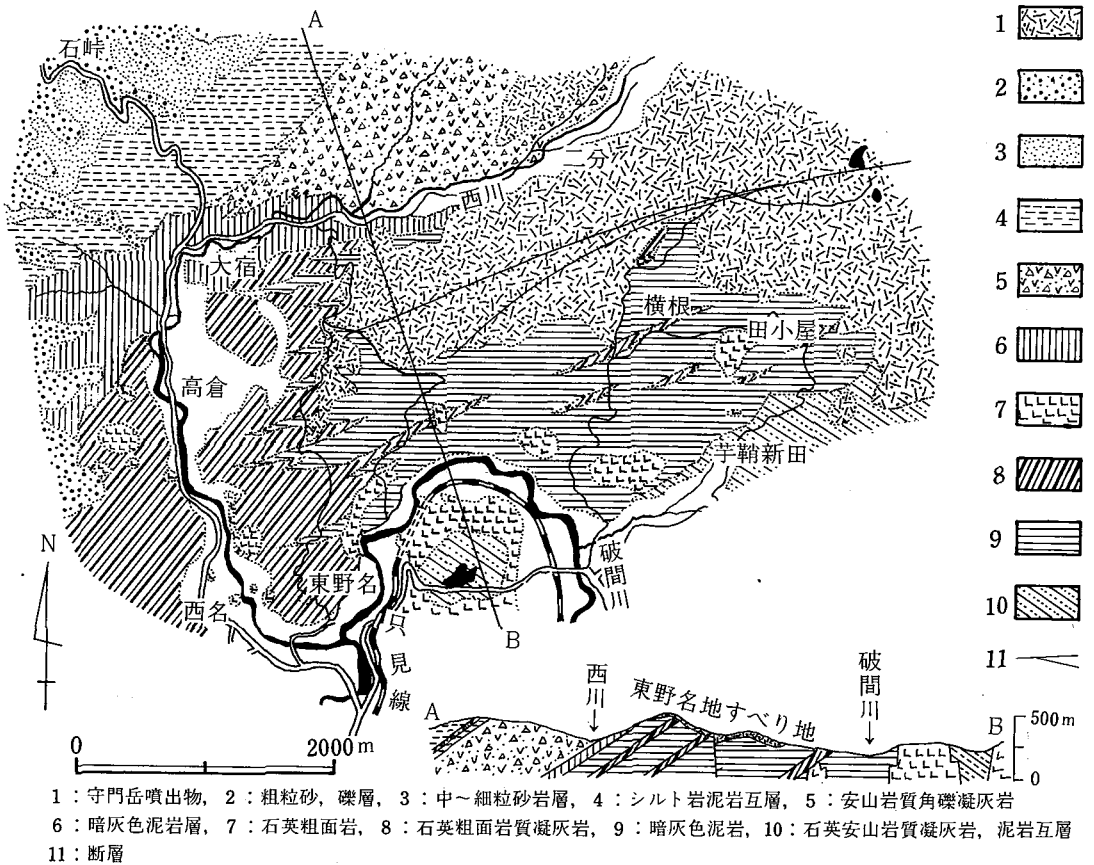 A
石峠
二分
西川
大宿
横根
田小屋
高倉
芋鞘新田
N
東野名
破間川
西名
只見線
B
0
2000m
1
2
3
4
5
6
7
8
9
10
11
A
西川
東野名地すべり地
破間川
B
500m
0
1：守門岳噴出物，2：粗粒砂，礫層，3：中～細粒砂岩層，4：シルト岩泥岩互層，5：安山岩質角礫凝灰岩
6：暗灰色泥岩層，7：石英粗面岩，8：石英粗面岩質凝灰岩，9：暗灰色泥岩，10：石英安山岩質凝灰岩，泥岩互層
11：断層